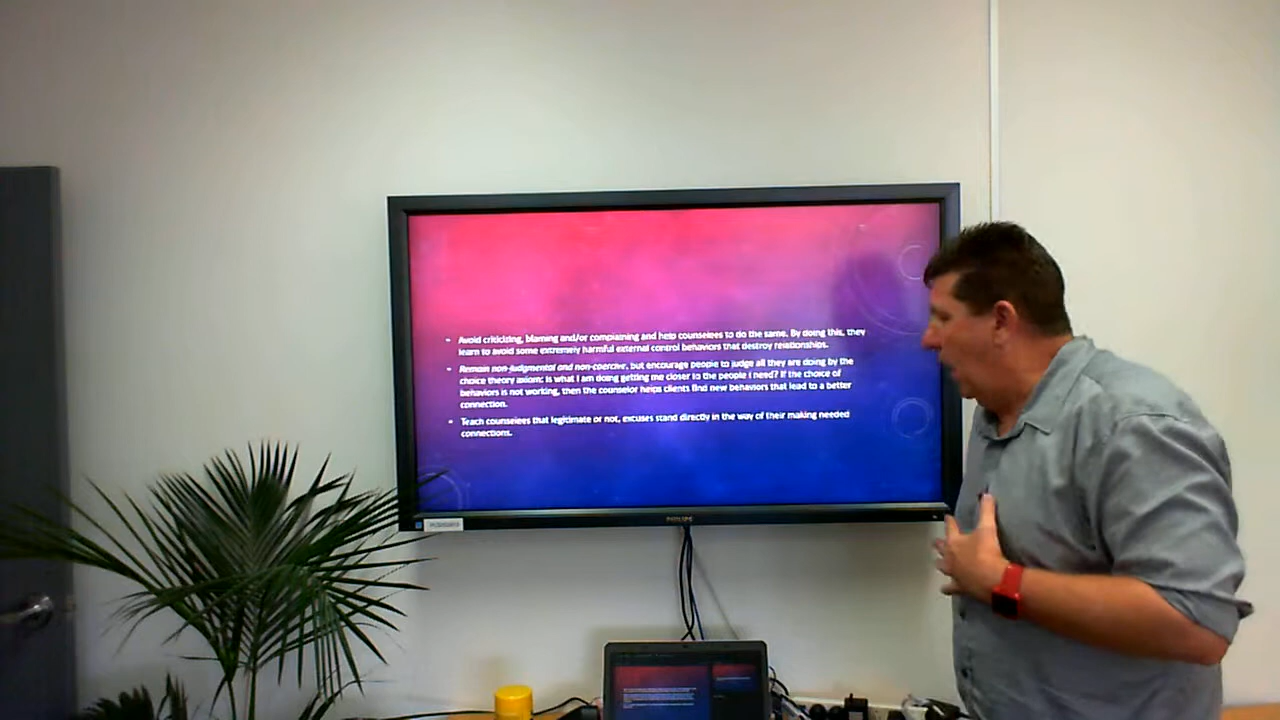 Avoid criticizing, blaming and/or complaining and help counselees to do the same. By doing this, they
learn to avoid some extremely harmful external control behaviors that destroy relationships.
Remain non-judgmental and non-coercive, but encourage people to judge all they are doing by the
choice theory axiom: Is what I am doing getting me closer to the people I need? If the choice of
behaviors is not working, then the counselor helps clients find new behaviors that lead to a better
connection.
Teach counselees that legitimate or not, excuses stand directly in the way of their making needed
connections.
PHILIPS